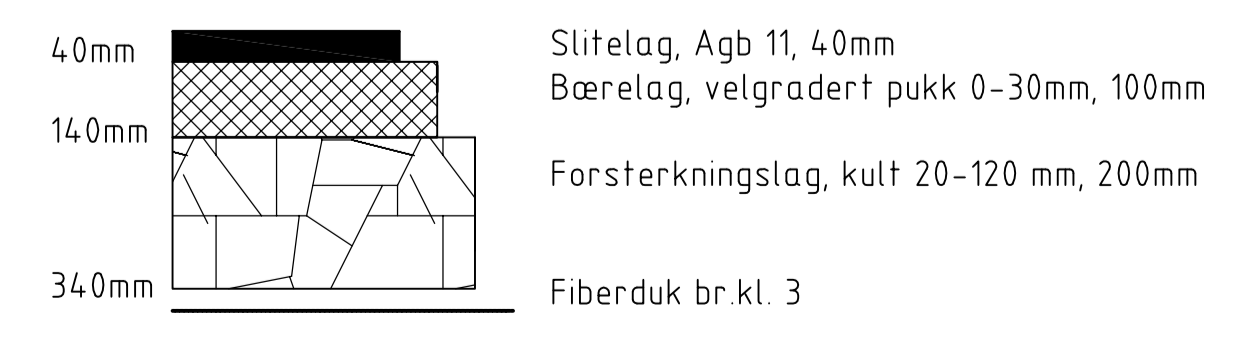 40mm
Slitelag, Agb 11, 40mm
Bærelag, velgradert pukk 0-30mm, 100mm
140mm
Forsterkningslag, kult 20-120 mm, 200mm
340mm
Fiberduk br.kl. 3